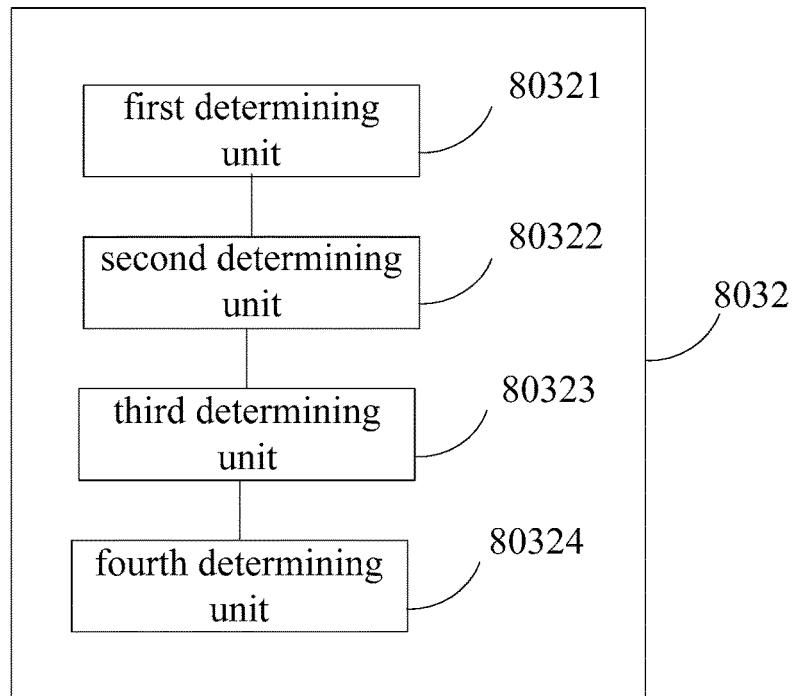 first determining
unit
80321
second determining
unit
80322
8032
third determining
unit
80323
fourth determining
unit
80324